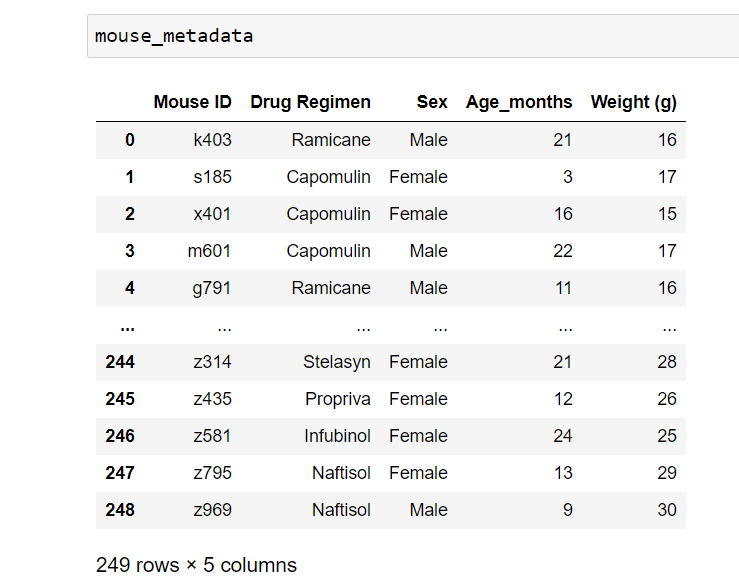 mouse_metadata
Mouse ID Drug Regimen Sex Age_months Weight (g)
0 k403 Ramicane Male 21 16
1 s185 Capomulin Female 3 17
2 x401 Capomulin Female 16 15
3 m601 Capomulin Male 22 17
4 g791 Ramicane Male 11 16
... ... ... ... ... ...
244 z314 Stelasyn Female 21 28
245 z435 Propriva Female 12 26
246 z581 Infubinol Female 24 25
247 z795 Naftisol Female 13 29
248 z969 Naftisol Male 9 30
249 rows × 5 columns